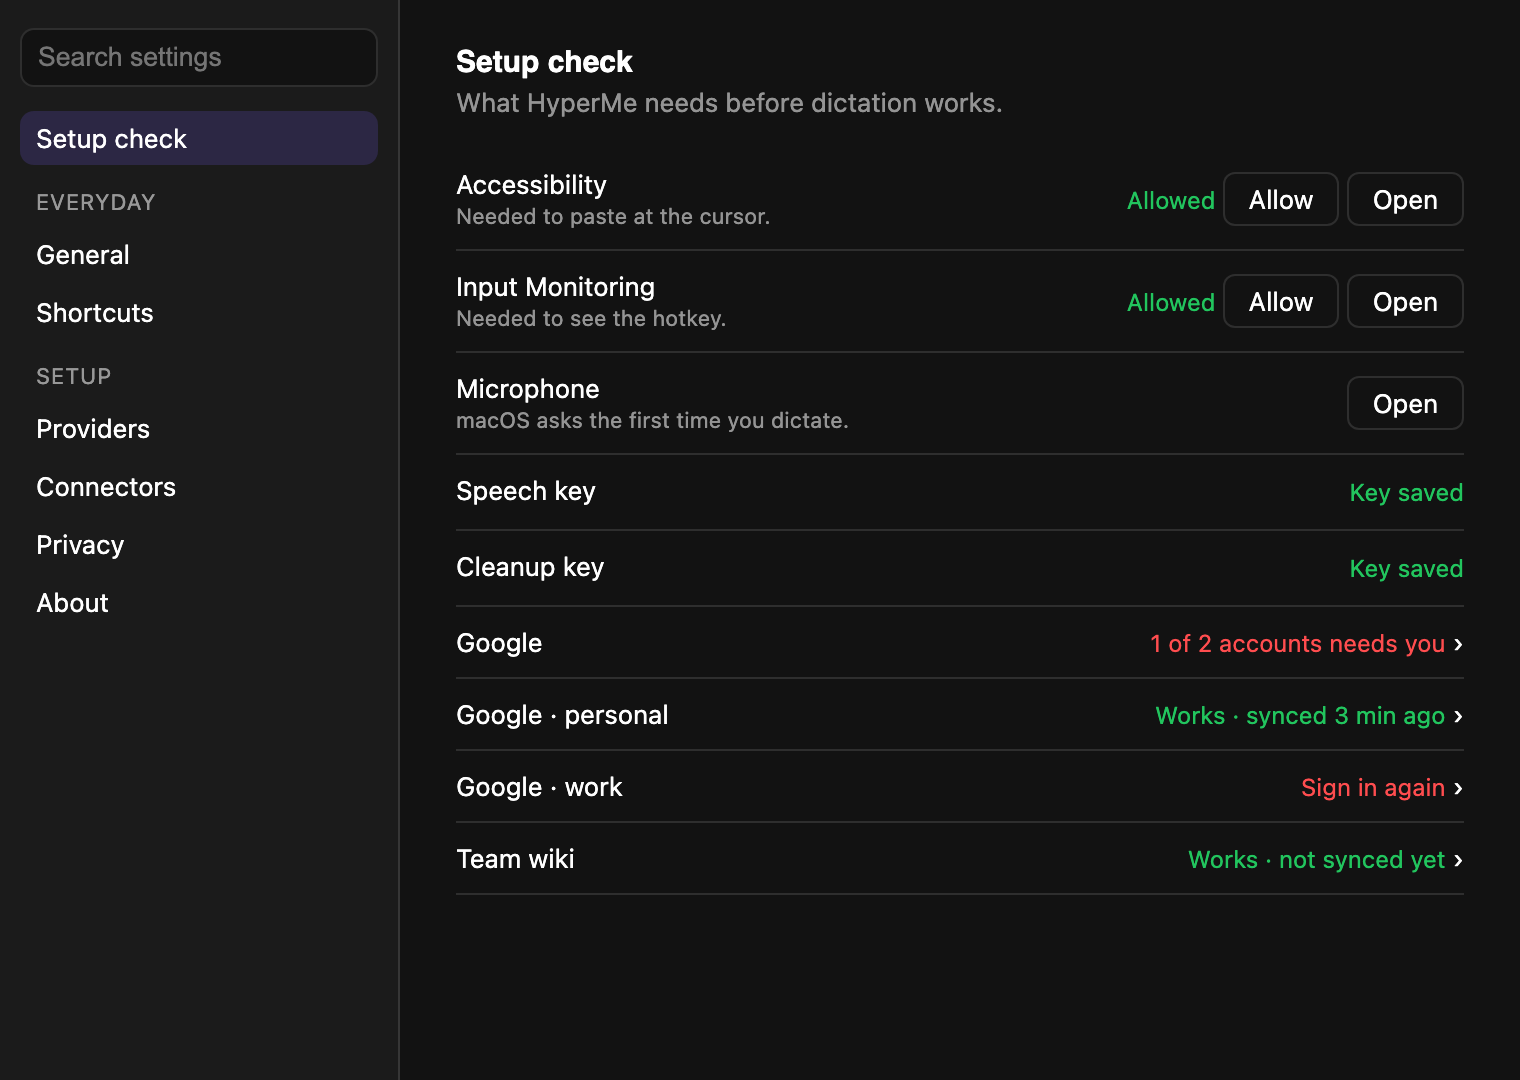 Search settings
Setup check
EVERYDAY
General
Shortcuts
SETUP
Providers
Connectors
Privacy
About
Setup check
What HyperMe needs before dictation works.
Accessibility
Needed to paste at the cursor.
Allowed Allow Open
Input Monitoring
Needed to see the hotkey.
Allowed Allow Open
Microphone
macOS asks the first time you dictate.
Open
Speech key Key saved
Cleanup key Key saved
Google 1 of 2 accounts needs you ›
Google · personal Works · synced 3 min ago ›
Google · work Sign in again ›
Team wiki Works · not synced yet ›